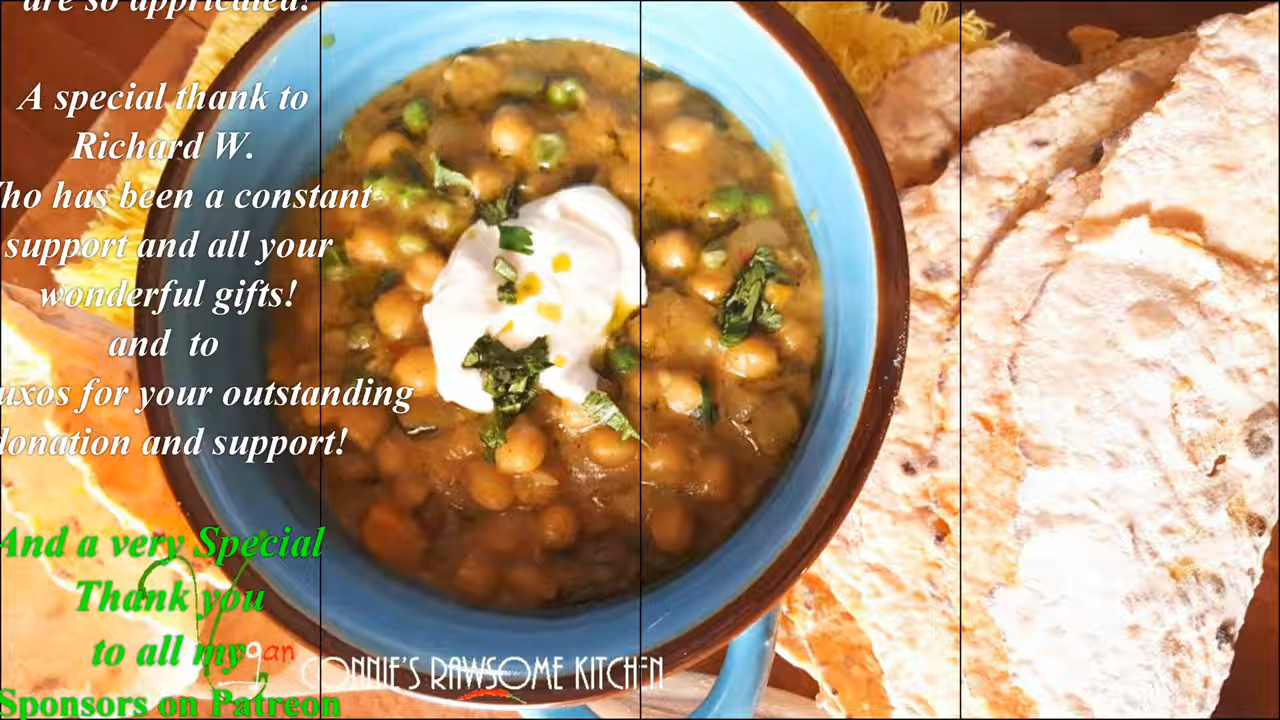 are so appriciated!
A special thank to
Richard W.
ho has been a constant
support and all your
wonderful gifts!
and to
uxos for your outstanding
donation and support!
And a very Special
Thank you
to all my
Sponsors on Patreon
CONNIE'S RAWSOME KITCHEN